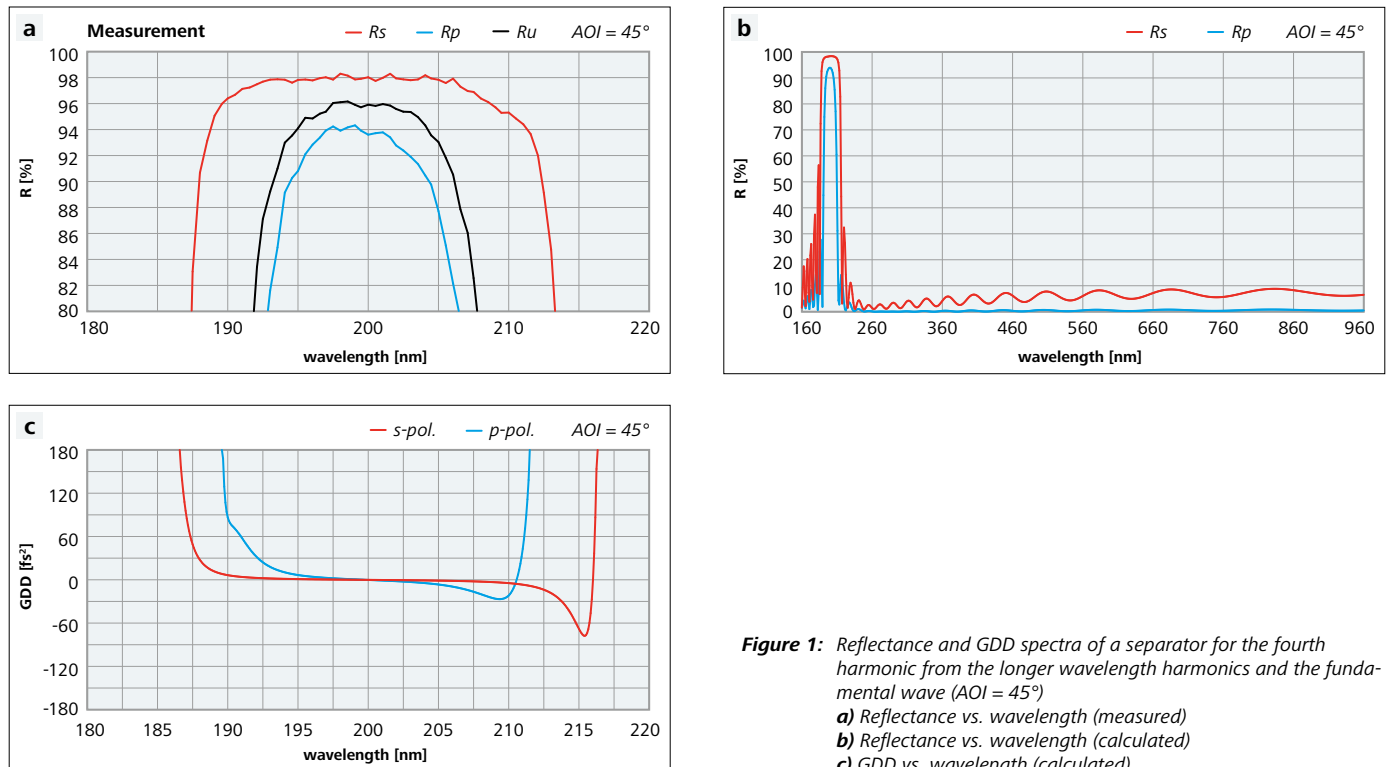 a Measurement Rs Rp Ru AOI = 45°
100
98
96
94
92
90
88
86
84
82
80
R [%]
180 190 200 210 220
wavelength [nm]
b Rs Rp AOI = 45°
100
90
80
70
60
50
40
30
20
10
0
R [%]
160 260 360 460 560 660 760 860 960
wavelength [nm]
c s-pol. p-pol. AOI = 45°
180
120
60
0
-60
-120
-180
GDD [fs²]
180 185 190 195 200 205 210 215 220
wavelength [nm]
Figure 1: Reflectance and GDD spectra of a separator for the fourth
harmonic from the longer wavelength harmonics and the funda-
mental wave (AOI = 45°)
a) Reflectance vs. wavelength (measured)
b) Reflectance vs. wavelength (calculated)
c) GDD vs. wavelength (calculated)